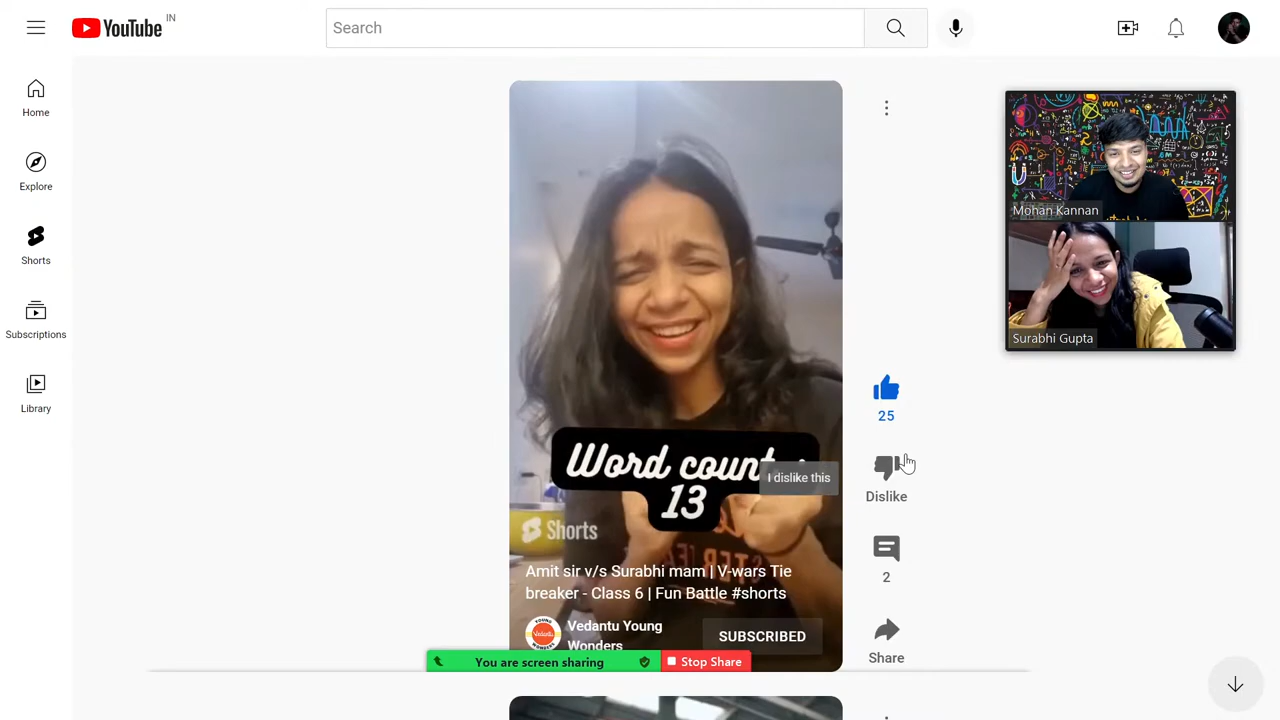 YouTube IN
Search
Home
Explore
Shorts
Subscriptions
Library
Mohan Kannan
Surabhi Gupta
25
Word count
13
I dislike this
Dislike
Shorts
2
Amit sir v/s Surabhi mam | V-wars Tie
breaker - Class 6 | Fun Battle #shorts
Vedantu Young
Wonders
SUBSCRIBED
Share
You are screen sharing
Stop Share